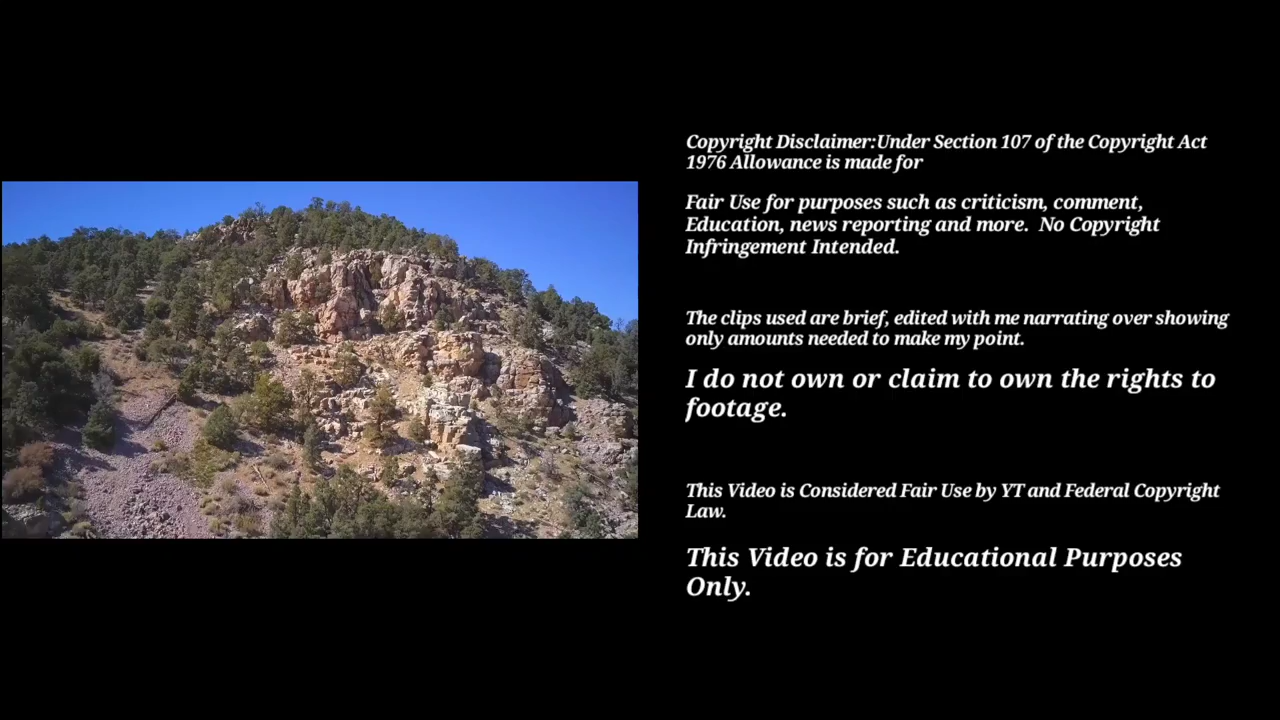 Copyright Disclaimer:Under Section 107 of the Copyright Act
1976 Allowance is made for
Fair Use for purposes such as criticism, comment,
Education, news reporting and more.  No Copyright
Infringement Intended.
The clips used are brief, edited with me narrating over showing
only amounts needed to make my point.
I do not own or claim to own the rights to
footage.
This Video is Considered Fair Use by YT and Federal Copyright
Law.
This Video is for Educational Purposes
Only.